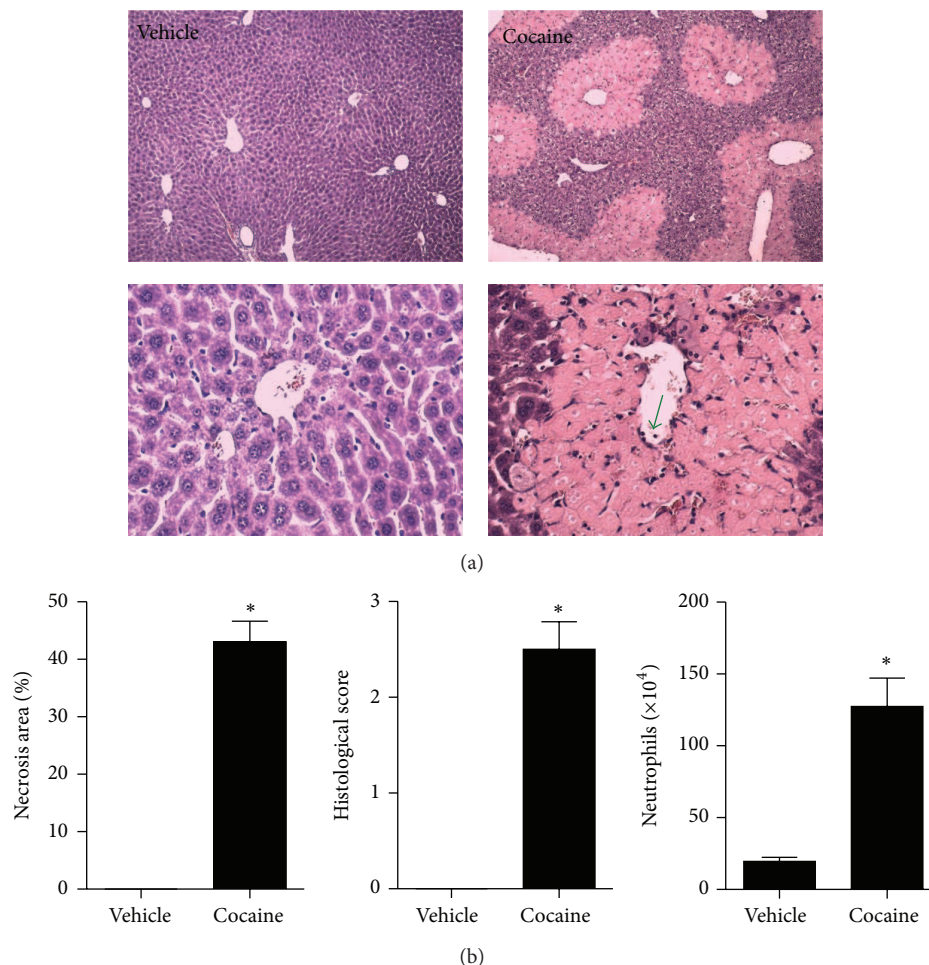 Vehicle
Cocaine
(a)
50
40
30
20
10
0
Necrosis area (%)
*
Vehicle
Cocaine
3
2
1
0
Histological score
*
Vehicle
Cocaine
200
150
100
50
0
Neutrophils (×10⁴)
*
Vehicle
Cocaine
(b)